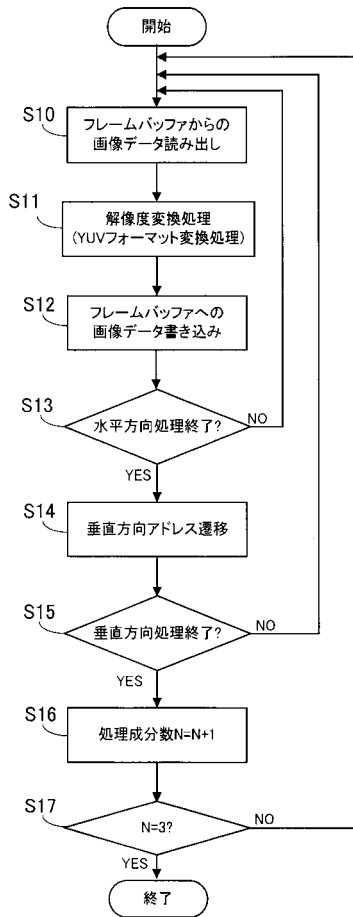 開始
S10
フレームバッファからの
画像データ読み出し
S11
解像度変換処理
(YUVフォーマット変換処理)
S12
フレームバッファへの
画像データ書き込み
S13
水平方向処理終了?
NO
YES
S14
垂直方向アドレス遷移
S15
垂直方向処理終了?
NO
YES
S16
処理成分数N=N+1
S17
N=3?
NO
YES
終了